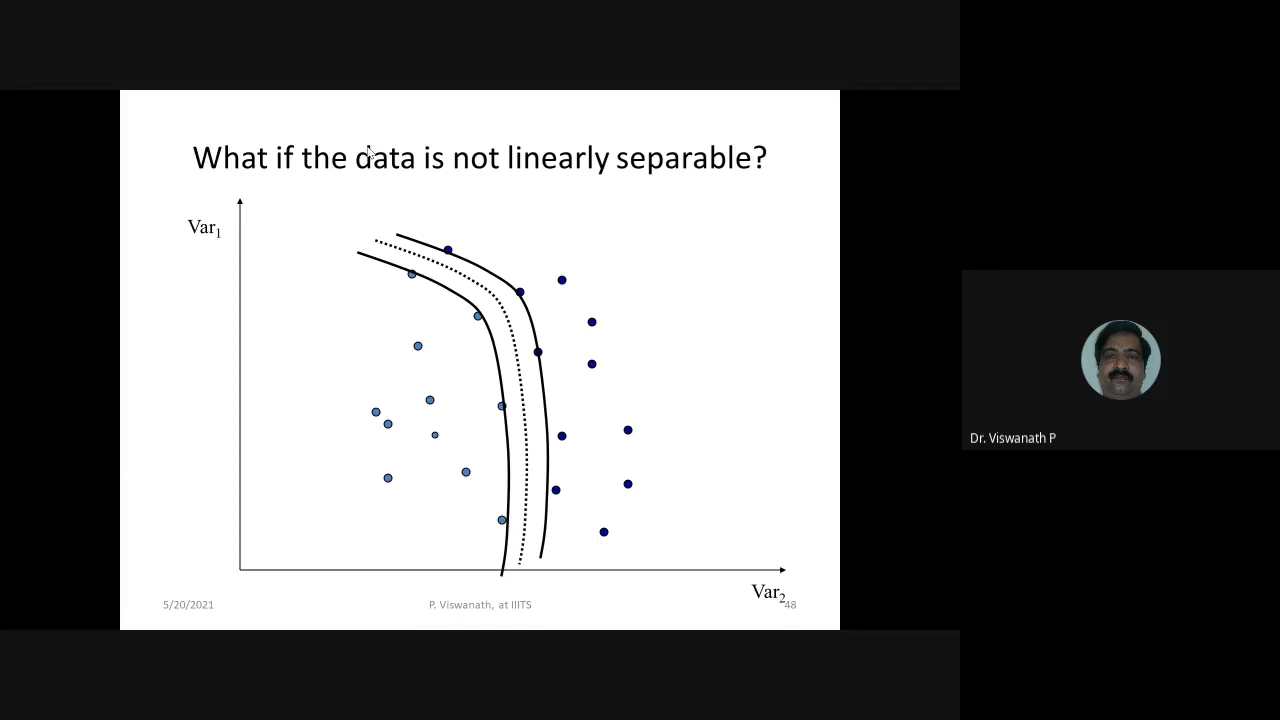 What if the data is not linearly separable?
Var1
Var2
5/20/2021
P. Viswanath, at IIITS
48
Dr. Viswanath P